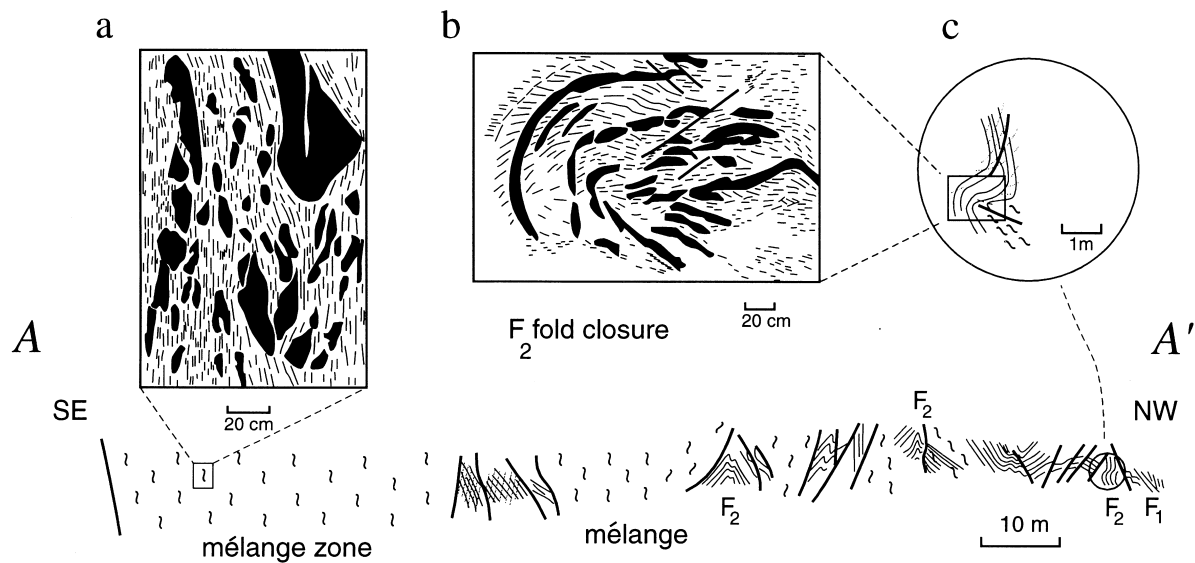 a
b
c
1m
20 cm
F2 fold closure
20 cm
A
A'
SE
NW
F2
F2
F2
F1
10 m
mélange zone
mélange